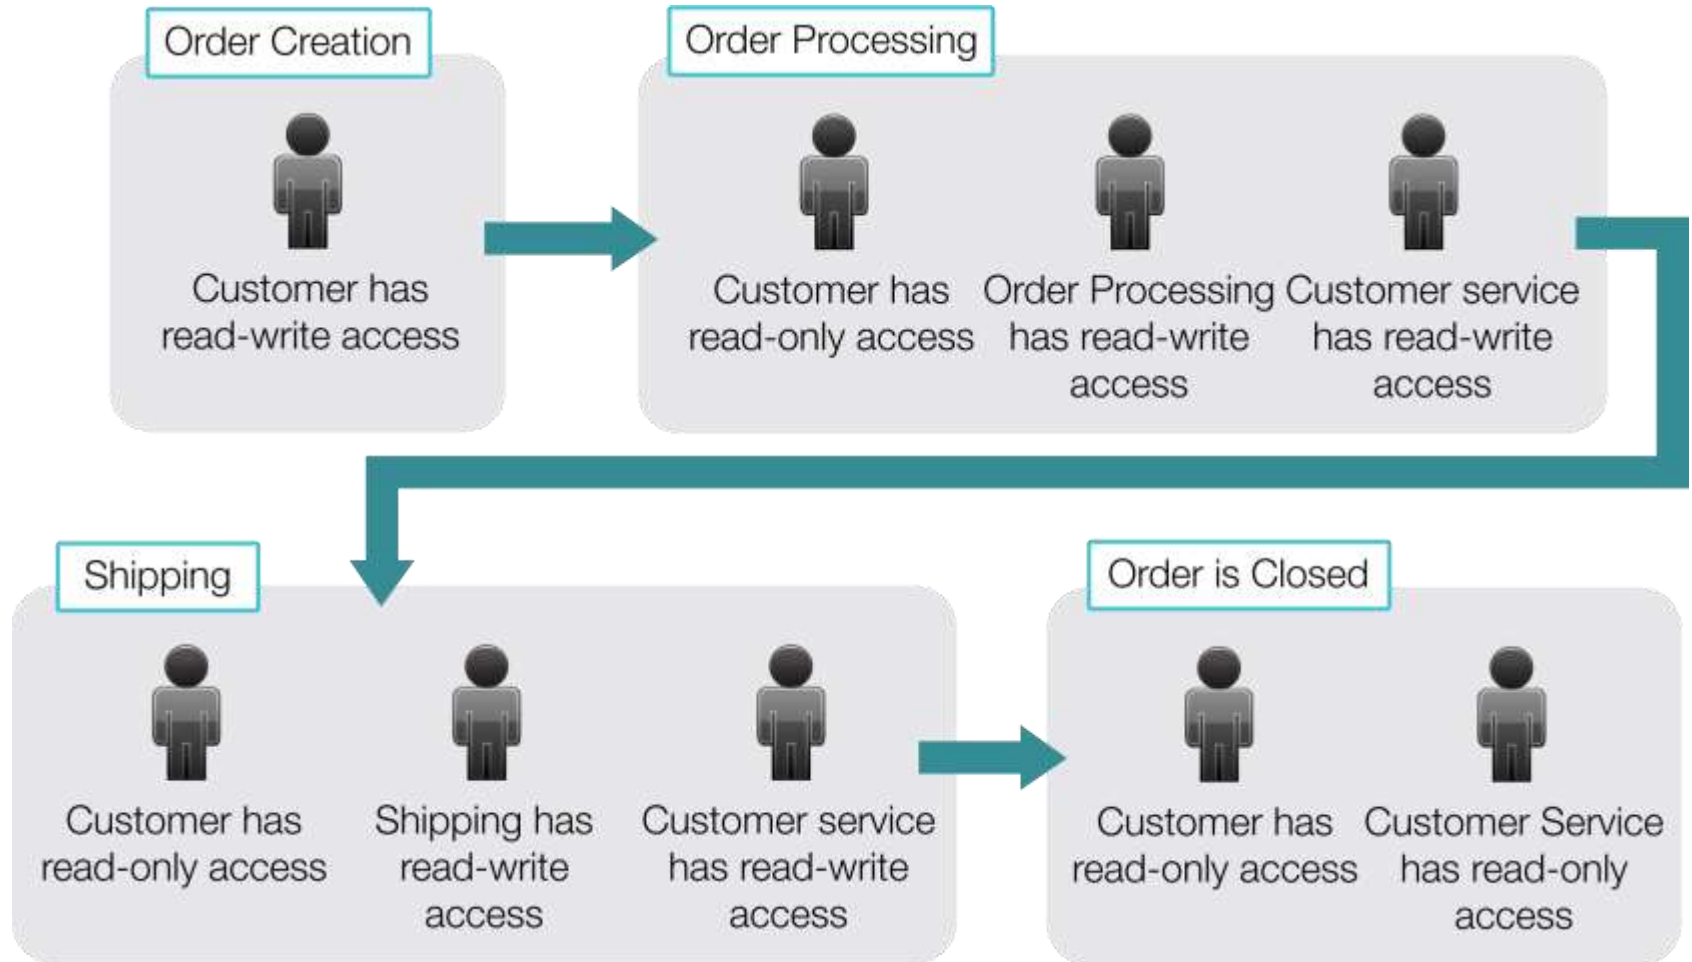 Order Creation
Customer has
read-write access
Order Processing
Customer has
read-only access
Order Processing
has read-write
access
Customer service
has read-write
access
Shipping
Customer has
read-only access
Shipping has
read-write
access
Customer service
has read-write
access
Order is Closed
Customer has
read-only access
Customer Service
has read-only
access